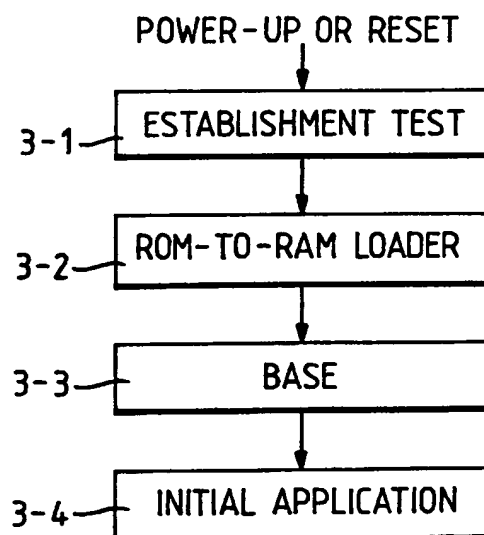 POWER-UP OR RESET
3-1 ESTABLISHMENT TEST
3-2 ROM-TO-RAM LOADER
3-3 BASE
3-4 INITIAL APPLICATION